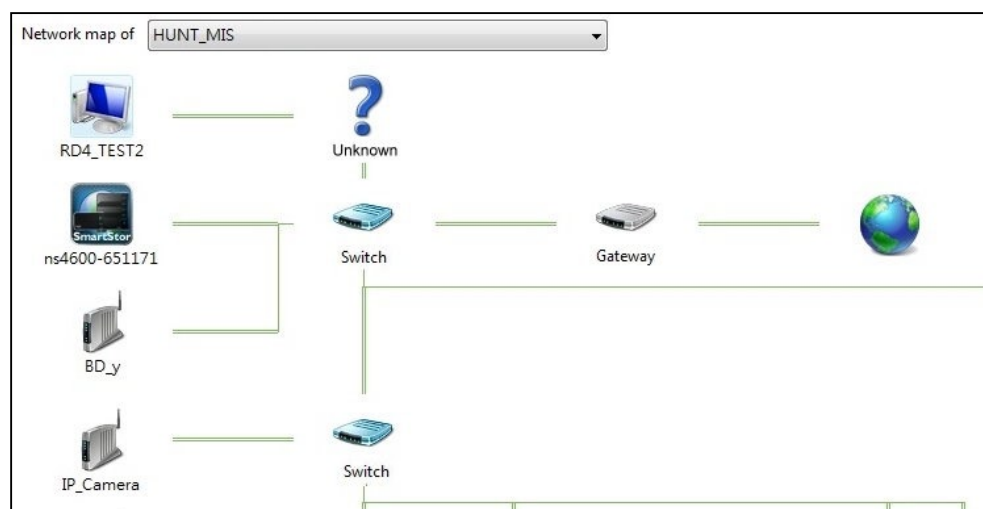 Network map of HUNT_MIS
RD4_TEST2
Unknown
SmartStor
ns4600-651171
Switch
Gateway
BD_y
IP_Camera
Switch